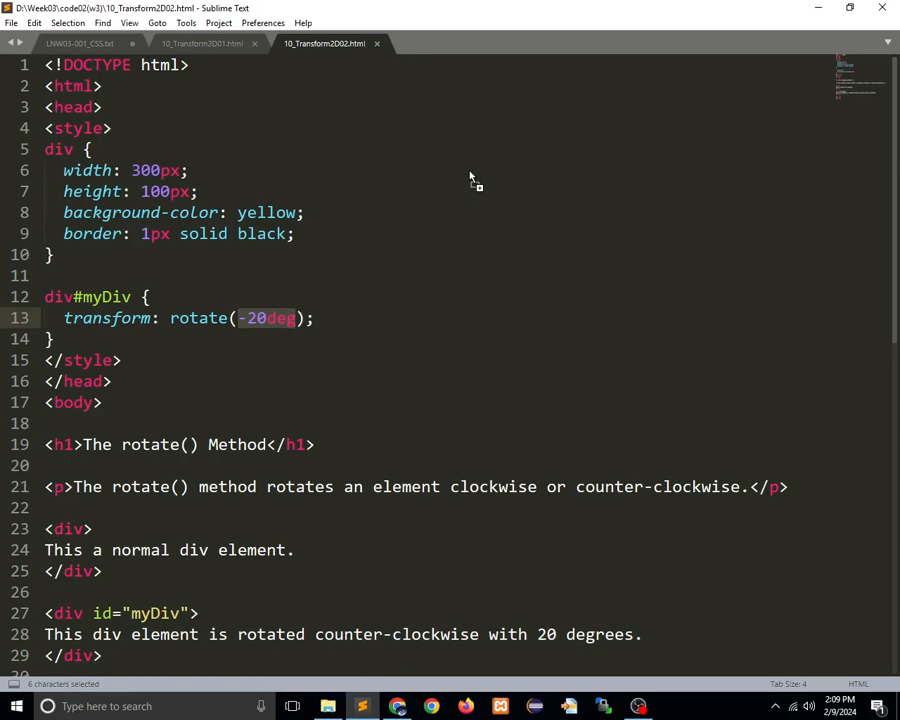 D:\Week03\code02(w3)\10_Transform2D02.html - Sublime Text
File Edit Selection Find View Goto Tools Project Preferences Help
LNW03-001_CSS.txt 10_Transform2D01.html 10_Transform2D02.html
1 <!DOCTYPE html>
2 <html>
3 <head>
4 <style>
5 div {
6 width: 300px;
7 height: 100px;
8 background-color: yellow;
9 border: 1px solid black;
10 }
11
12 div#myDiv {
13 transform: rotate(-20deg);
14 }
15 </style>
16 </head>
17 <body>
18
19 <h1>The rotate() Method</h1>
20
21 <p>The rotate() method rotates an element clockwise or counter-clockwise.</p>
22
23 <div>
24 This a normal div element.
25 </div>
26
27 <div id="myDiv">
28 This div element is rotated counter-clockwise with 20 degrees.
29 </div>
30
6 characters selected Tab Size: 4 HTML
Type here to search
2:09 PM
2/9/2024